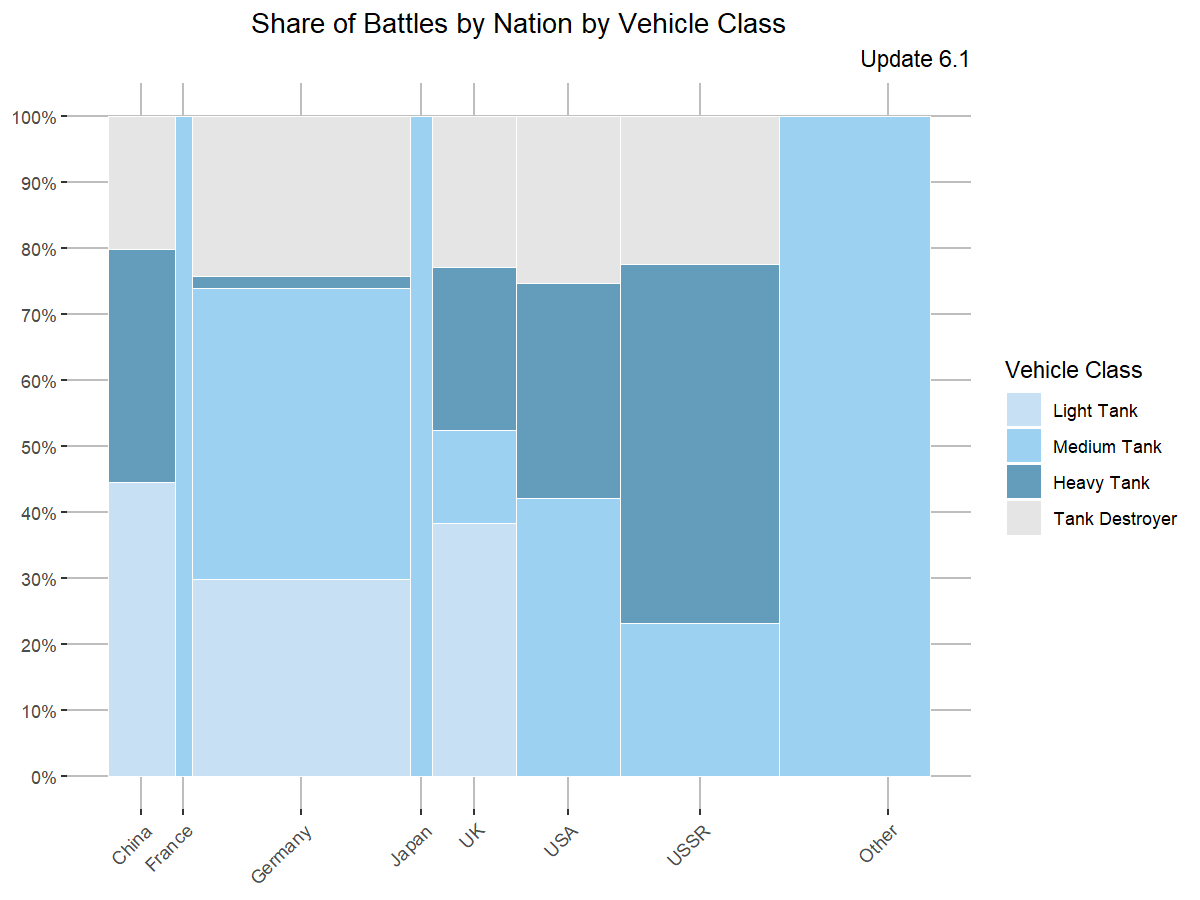 Share of Battles by Nation by Vehicle Class
Update 6.1
100%
90%
80%
70%
60%
50%
40%
30%
20%
10%
0%
China
France
Germany
Japan
UK
USA
USSR
Other
Vehicle Class
Light Tank
Medium Tank
Heavy Tank
Tank Destroyer